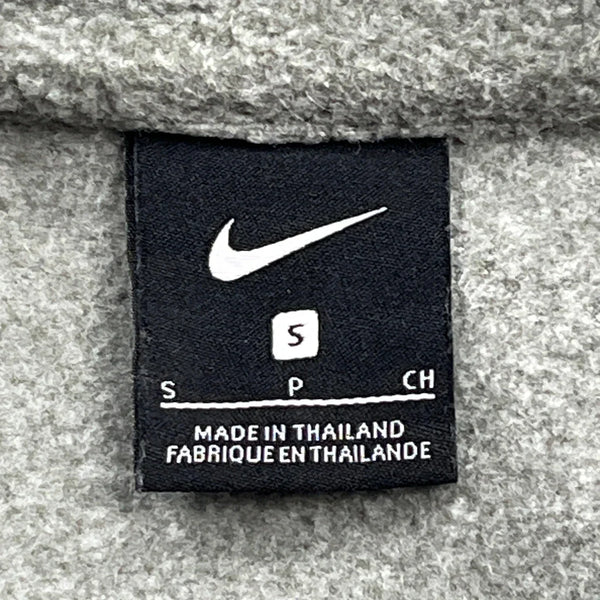 S
S P CH
MADE IN THAILAND
FABRIQUE EN THAILANDE